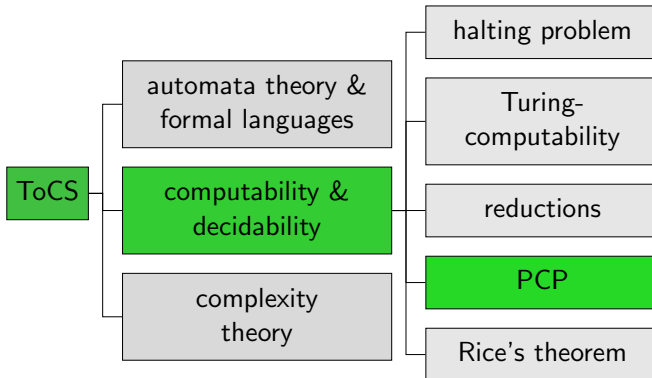 ToCS
automata theory &
formal languages
computability &
decidability
complexity
theory
halting problem
Turing-
computability
reductions
PCP
Rice's theorem